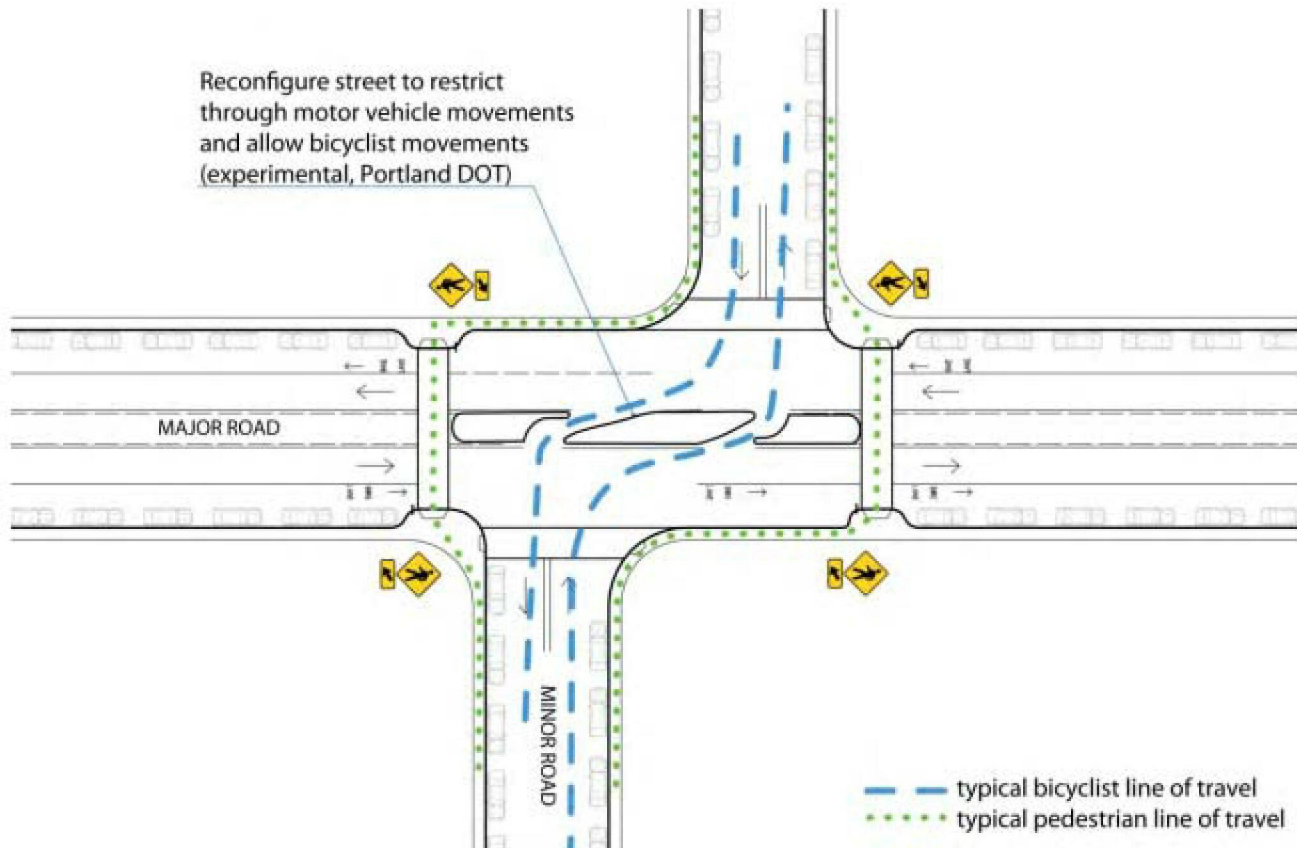 Reconfigure street to restrict
through motor vehicle movements
and allow bicyclist movements
(experimental, Portland DOT)
MAJOR ROAD
MINOR ROAD
typical bicyclist line of travel
typical pedestrian line of travel